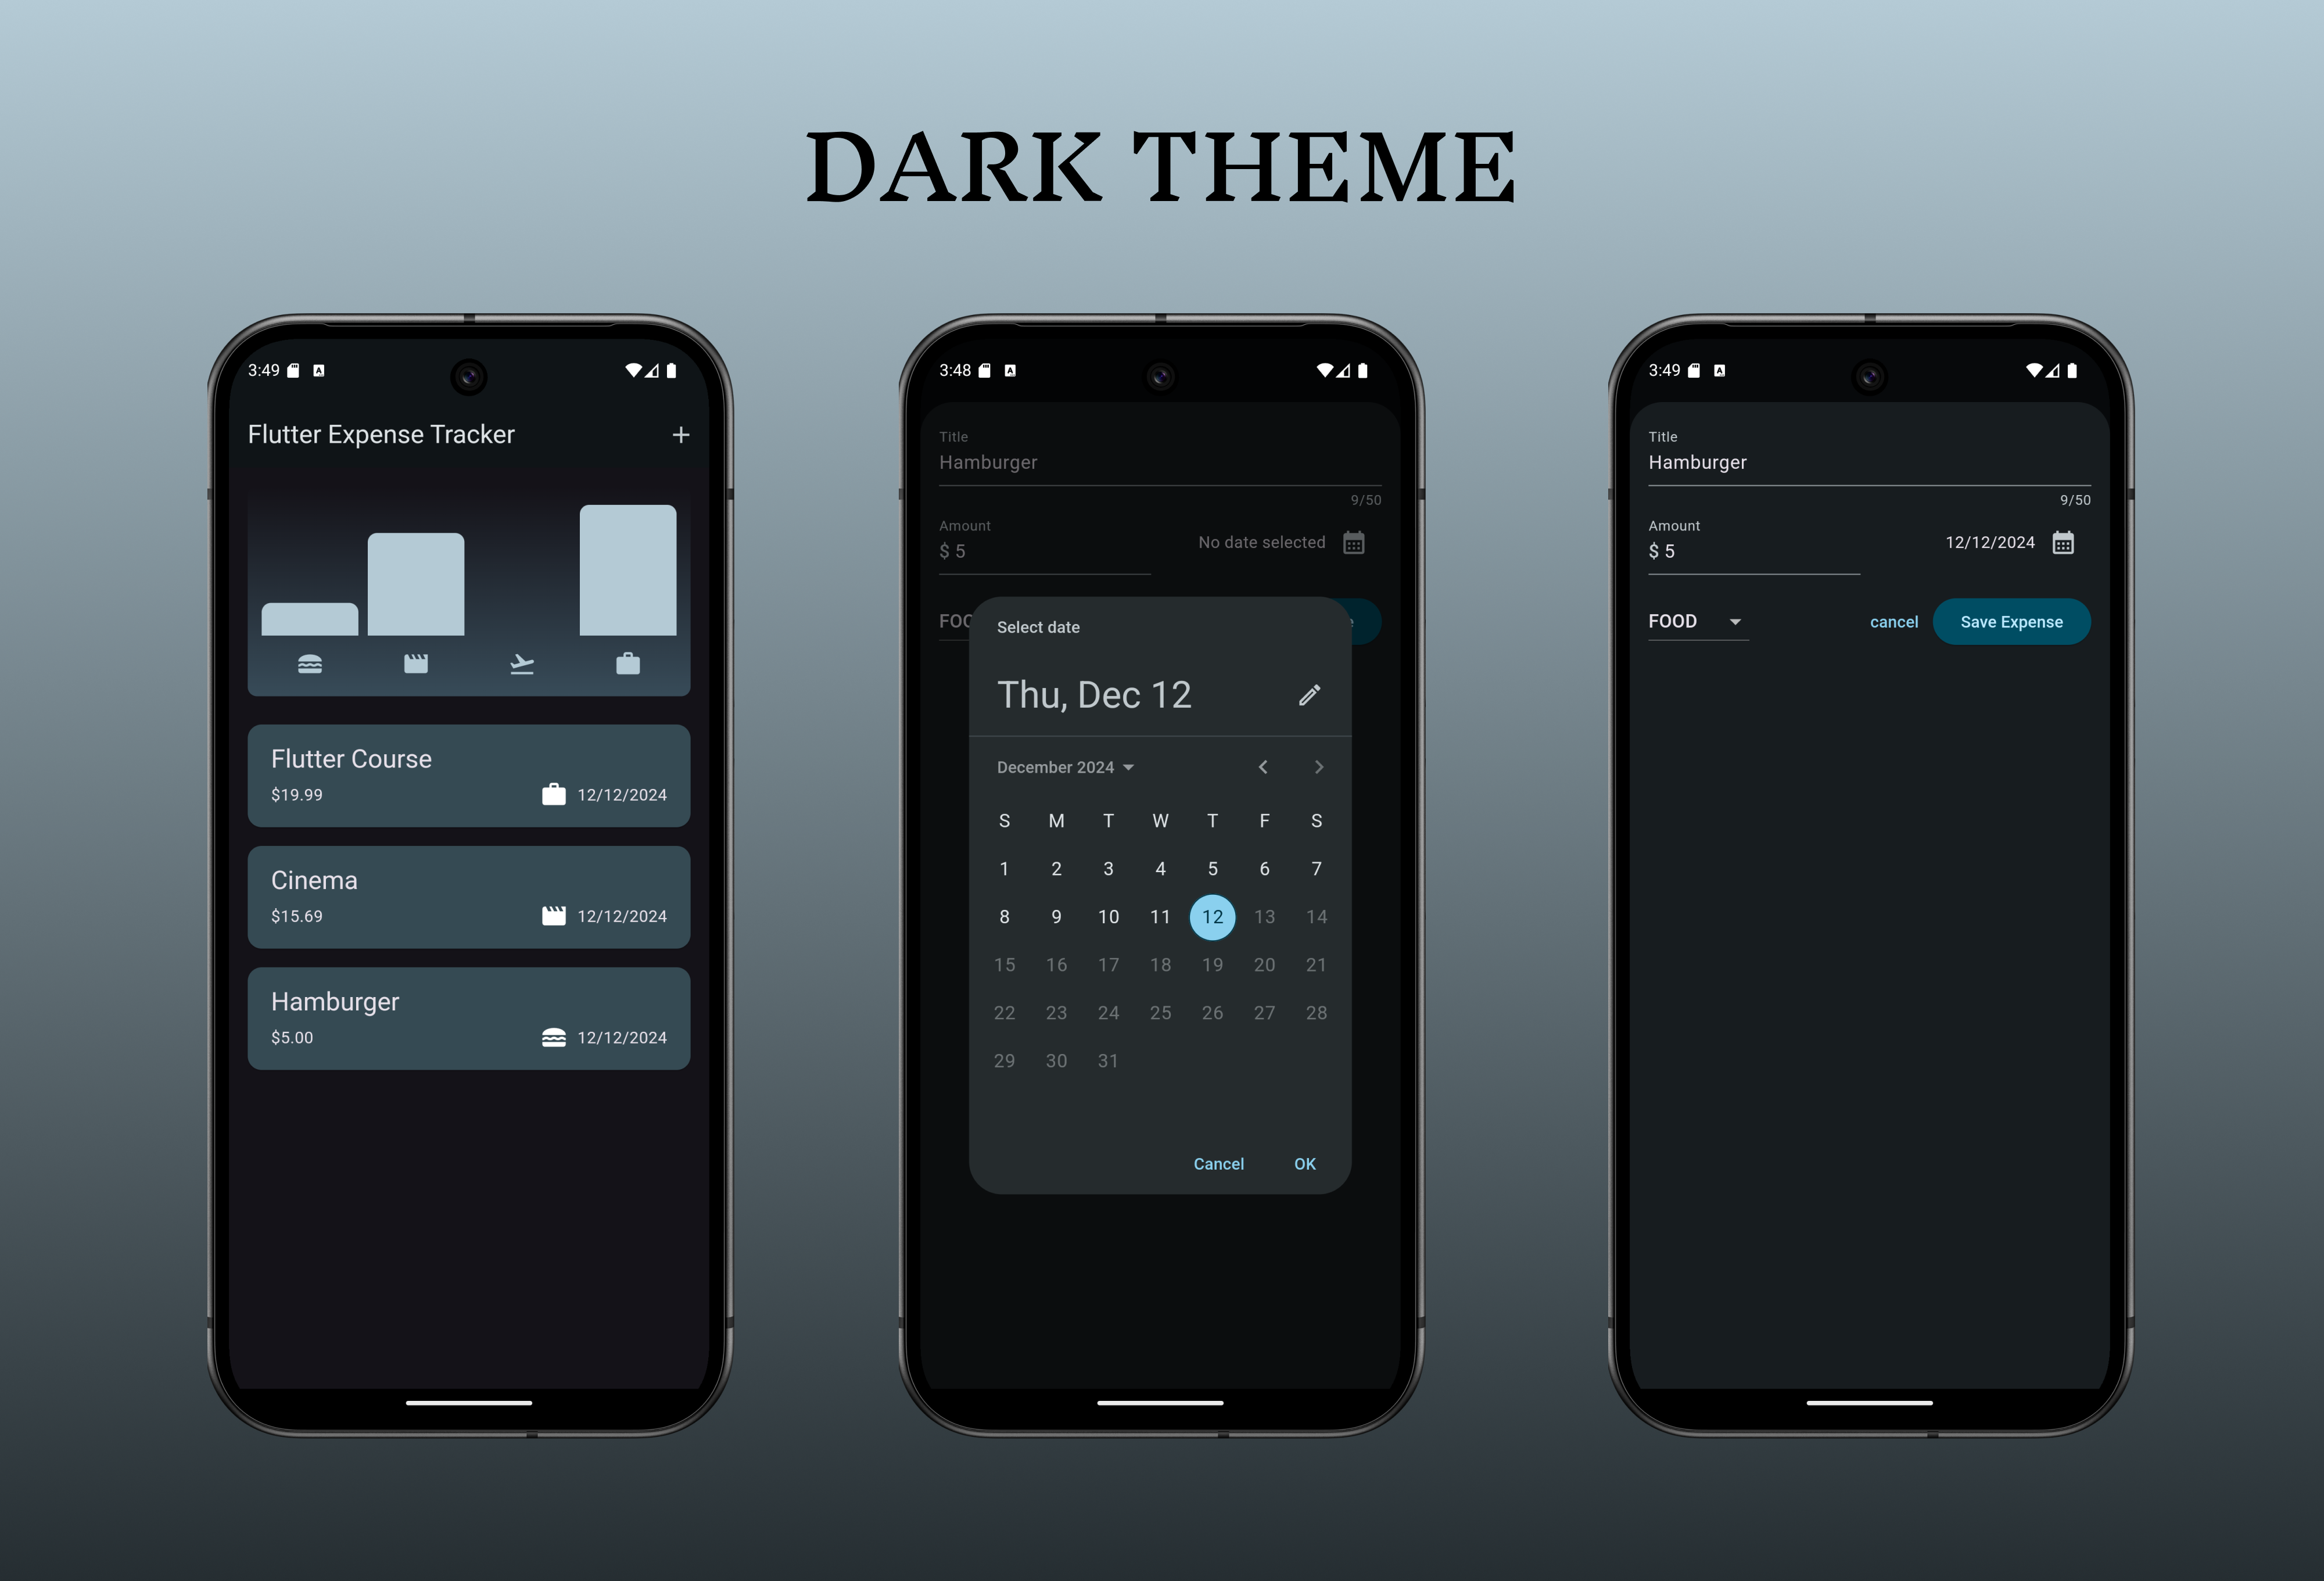 DARK THEME
3:49
Flutter Expense Tracker
Flutter Course
$19.99 12/12/2024
Cinema
$15.69 12/12/2024
Hamburger
$5.00 12/12/2024
3:48
Title
Hamburger
9/50
Amount
$ 5 No date selected
Select date
Thu, Dec 12
December 2024
S M T W T F S
1 2 3 4 5 6 7
8 9 10 11 12 13 14
15 16 17 18 19 20 21
22 23 24 25 26 27 28
29 30 31
Cancel OK
3:49
Title
Hamburger
9/50
Amount
$ 5 12/12/2024
FOOD cancel Save Expense